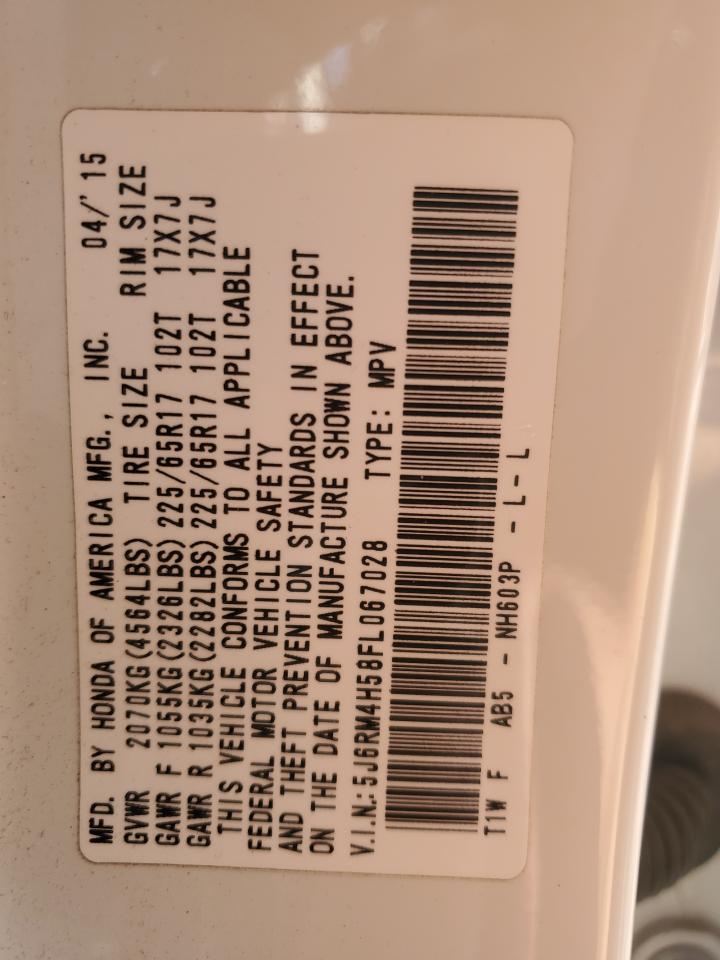 MFD. BY HONDA OF AMERICA MFG., INC. 04/'15
GVWR 2070KG(4564LBS) TIRE SIZE RIM SIZE
GAWR F 1055KG(2326LBS) 225/65R17 102T 17X7J
GAWR R 1035KG(2282LBS) 225/65R17 102T 17X7J
THIS VEHICLE CONFORMS TO ALL APPLICABLE
FEDERAL MOTOR VEHICLE SAFETY
AND THEFT PREVENTION STANDARDS IN EFFECT
ON THE DATE OF MANUFACTURE SHOWN ABOVE.
V.I.N.: 5J6RM4H58FL067028 TYPE: MPV
T1W F AB5 - NH603P - L - L